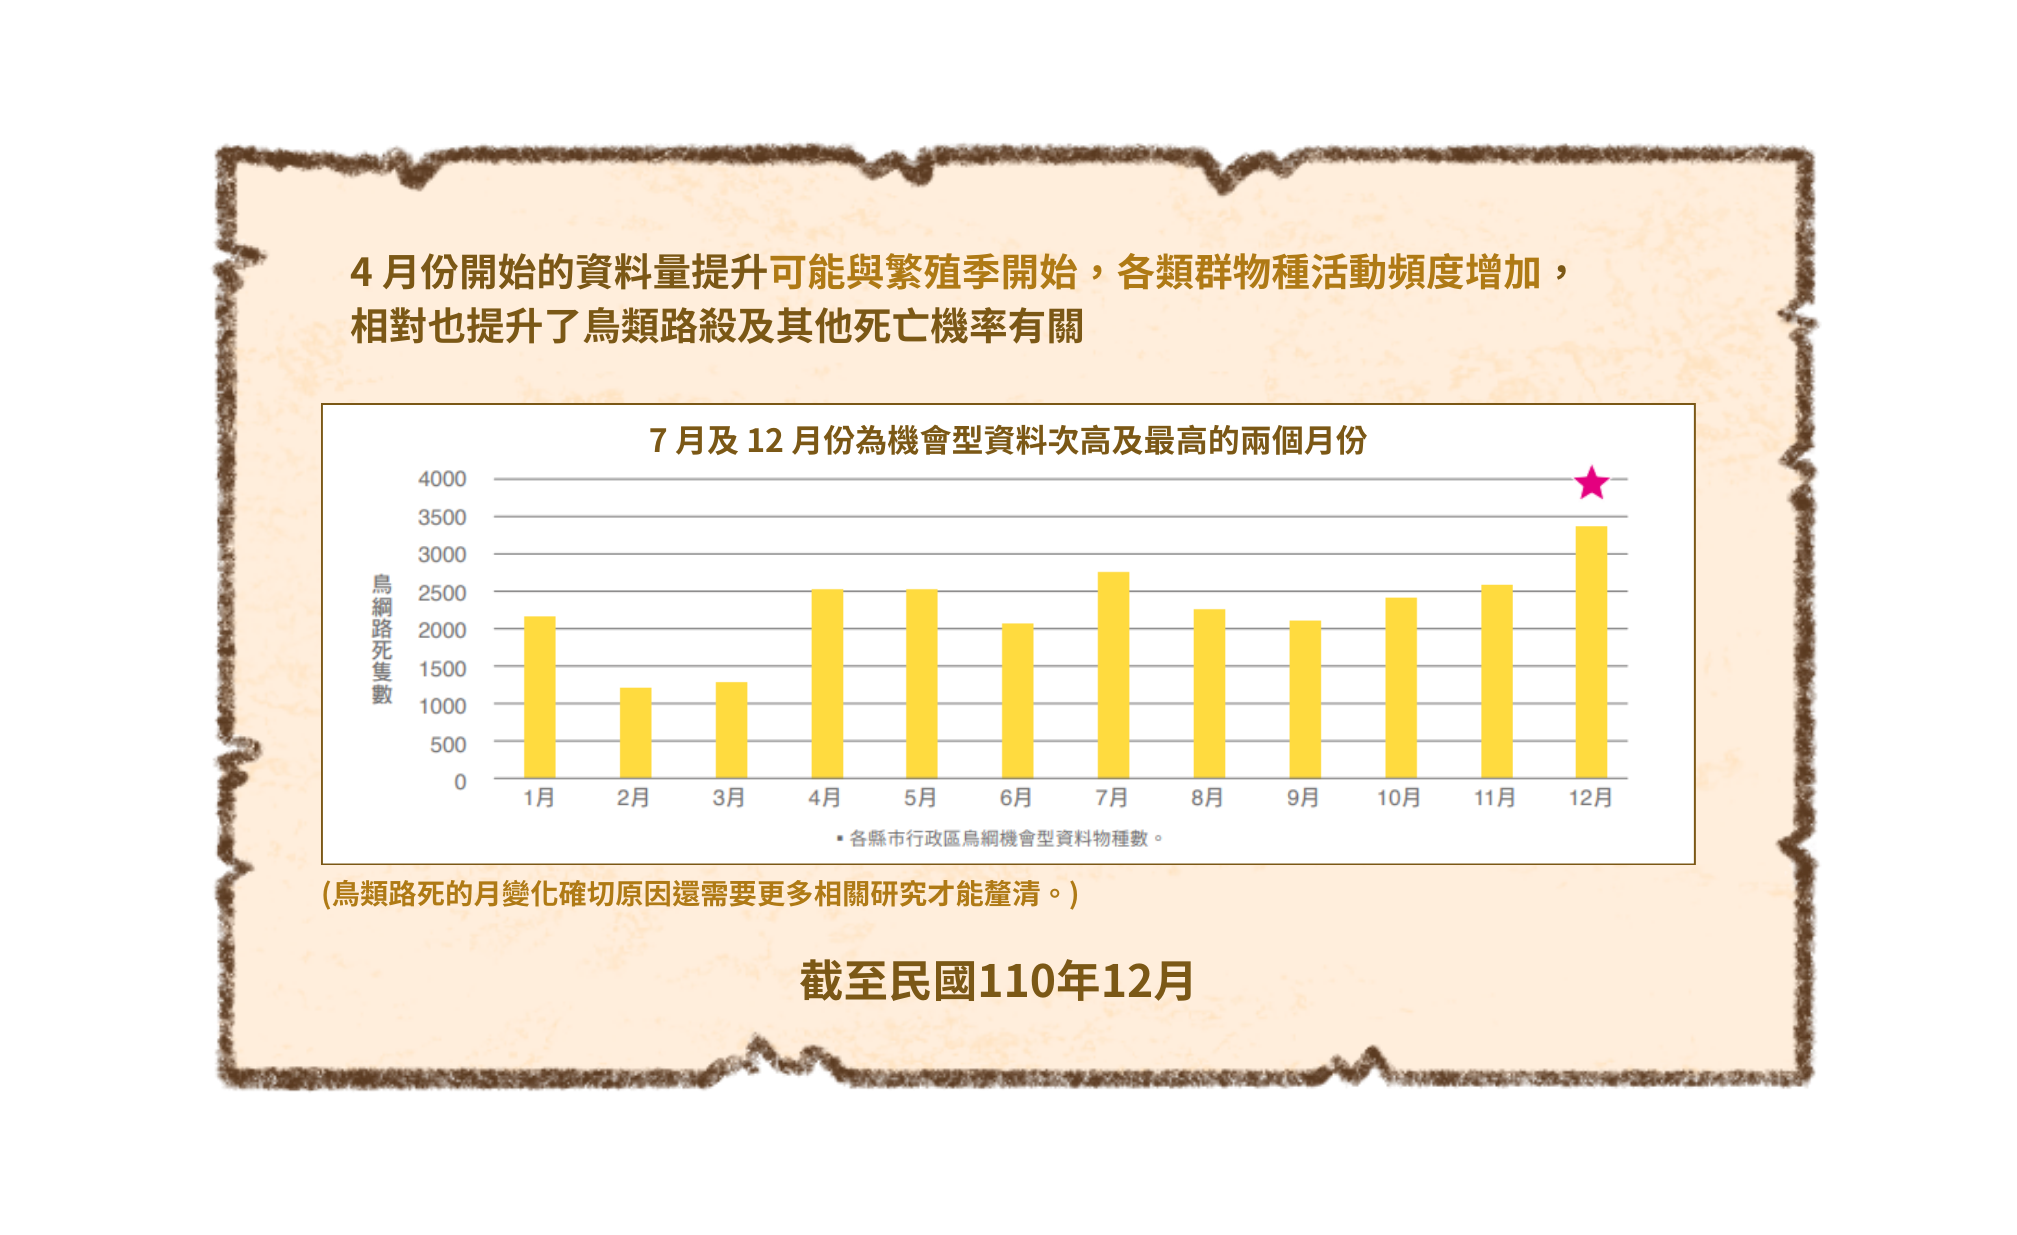 4 月份開始的資料量提升可能與繁殖季開始，各類群物種活動頻度增加，
相對也提升了鳥類路殺及其他死亡機率有關
7 月及 12 月份為機會型資料次高及最高的兩個月份
4000
3500
3000
2500
2000
1500
1000
500
0
鳥綱路死隻數
1月 2月 3月 4月 5月 6月 7月 8月 9月 10月 11月 12月
▪ 各縣市行政區鳥綱機會型資料物種數。
(鳥類路死的月變化確切原因還需要更多相關研究才能釐清。)
截至民國110年12月